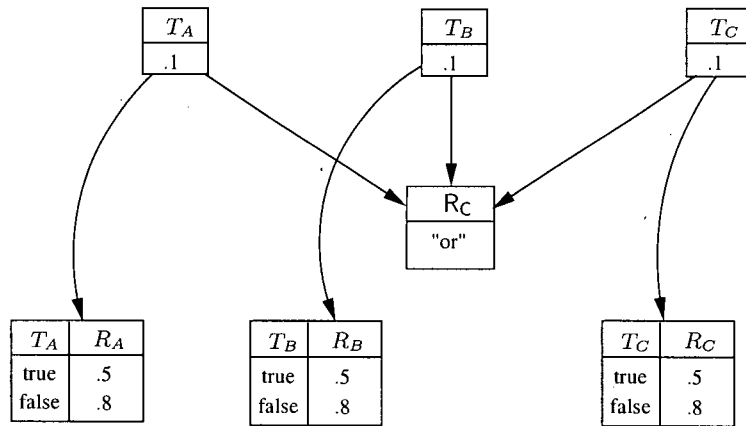 T_A T_B T_C
.1 .1 .1
R_C
"or"
T_A R_A T_B R_B T_C R_C
true .5 true .5 true .5
false .8 false .8 false .8